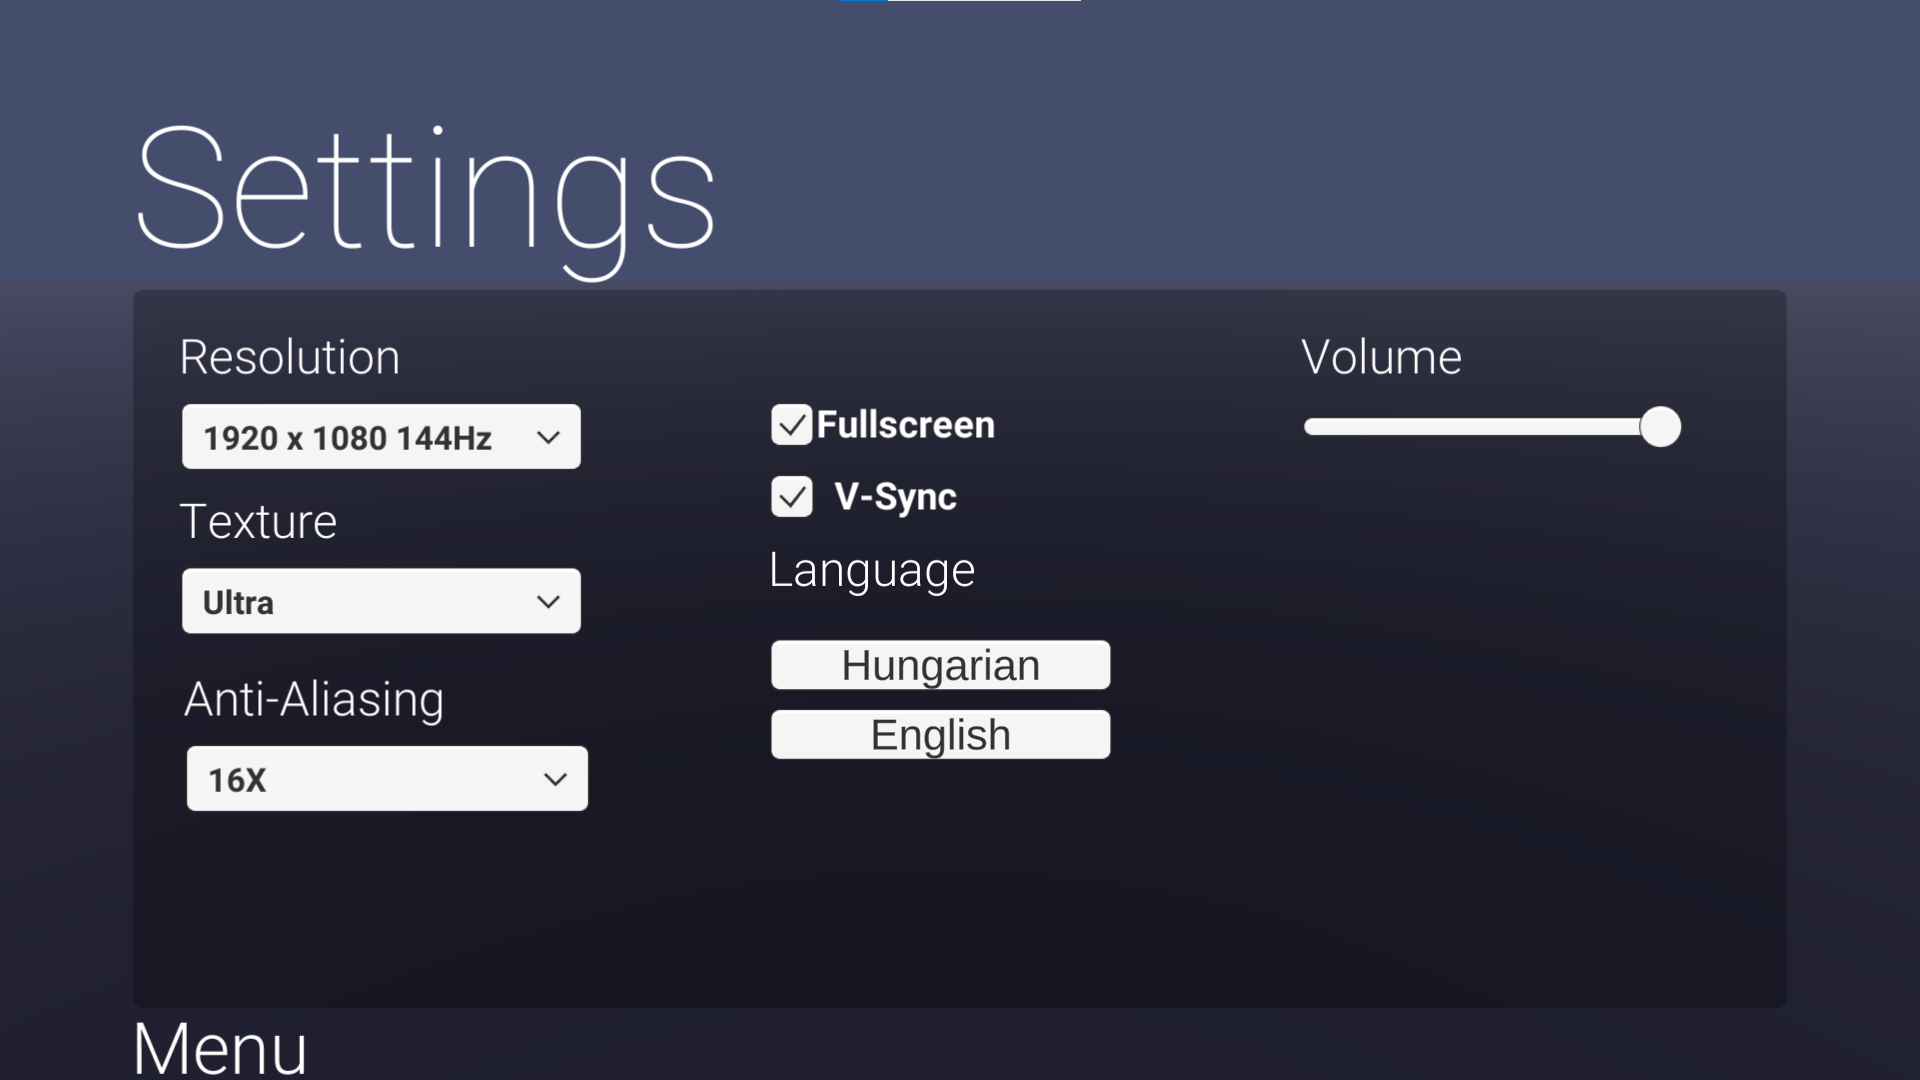 Settings
Resolution
1920 x 1080 144Hz
Texture
Ultra
Anti-Aliasing
16X
Fullscreen
V-Sync
Language
Hungarian
English
Volume
Menu